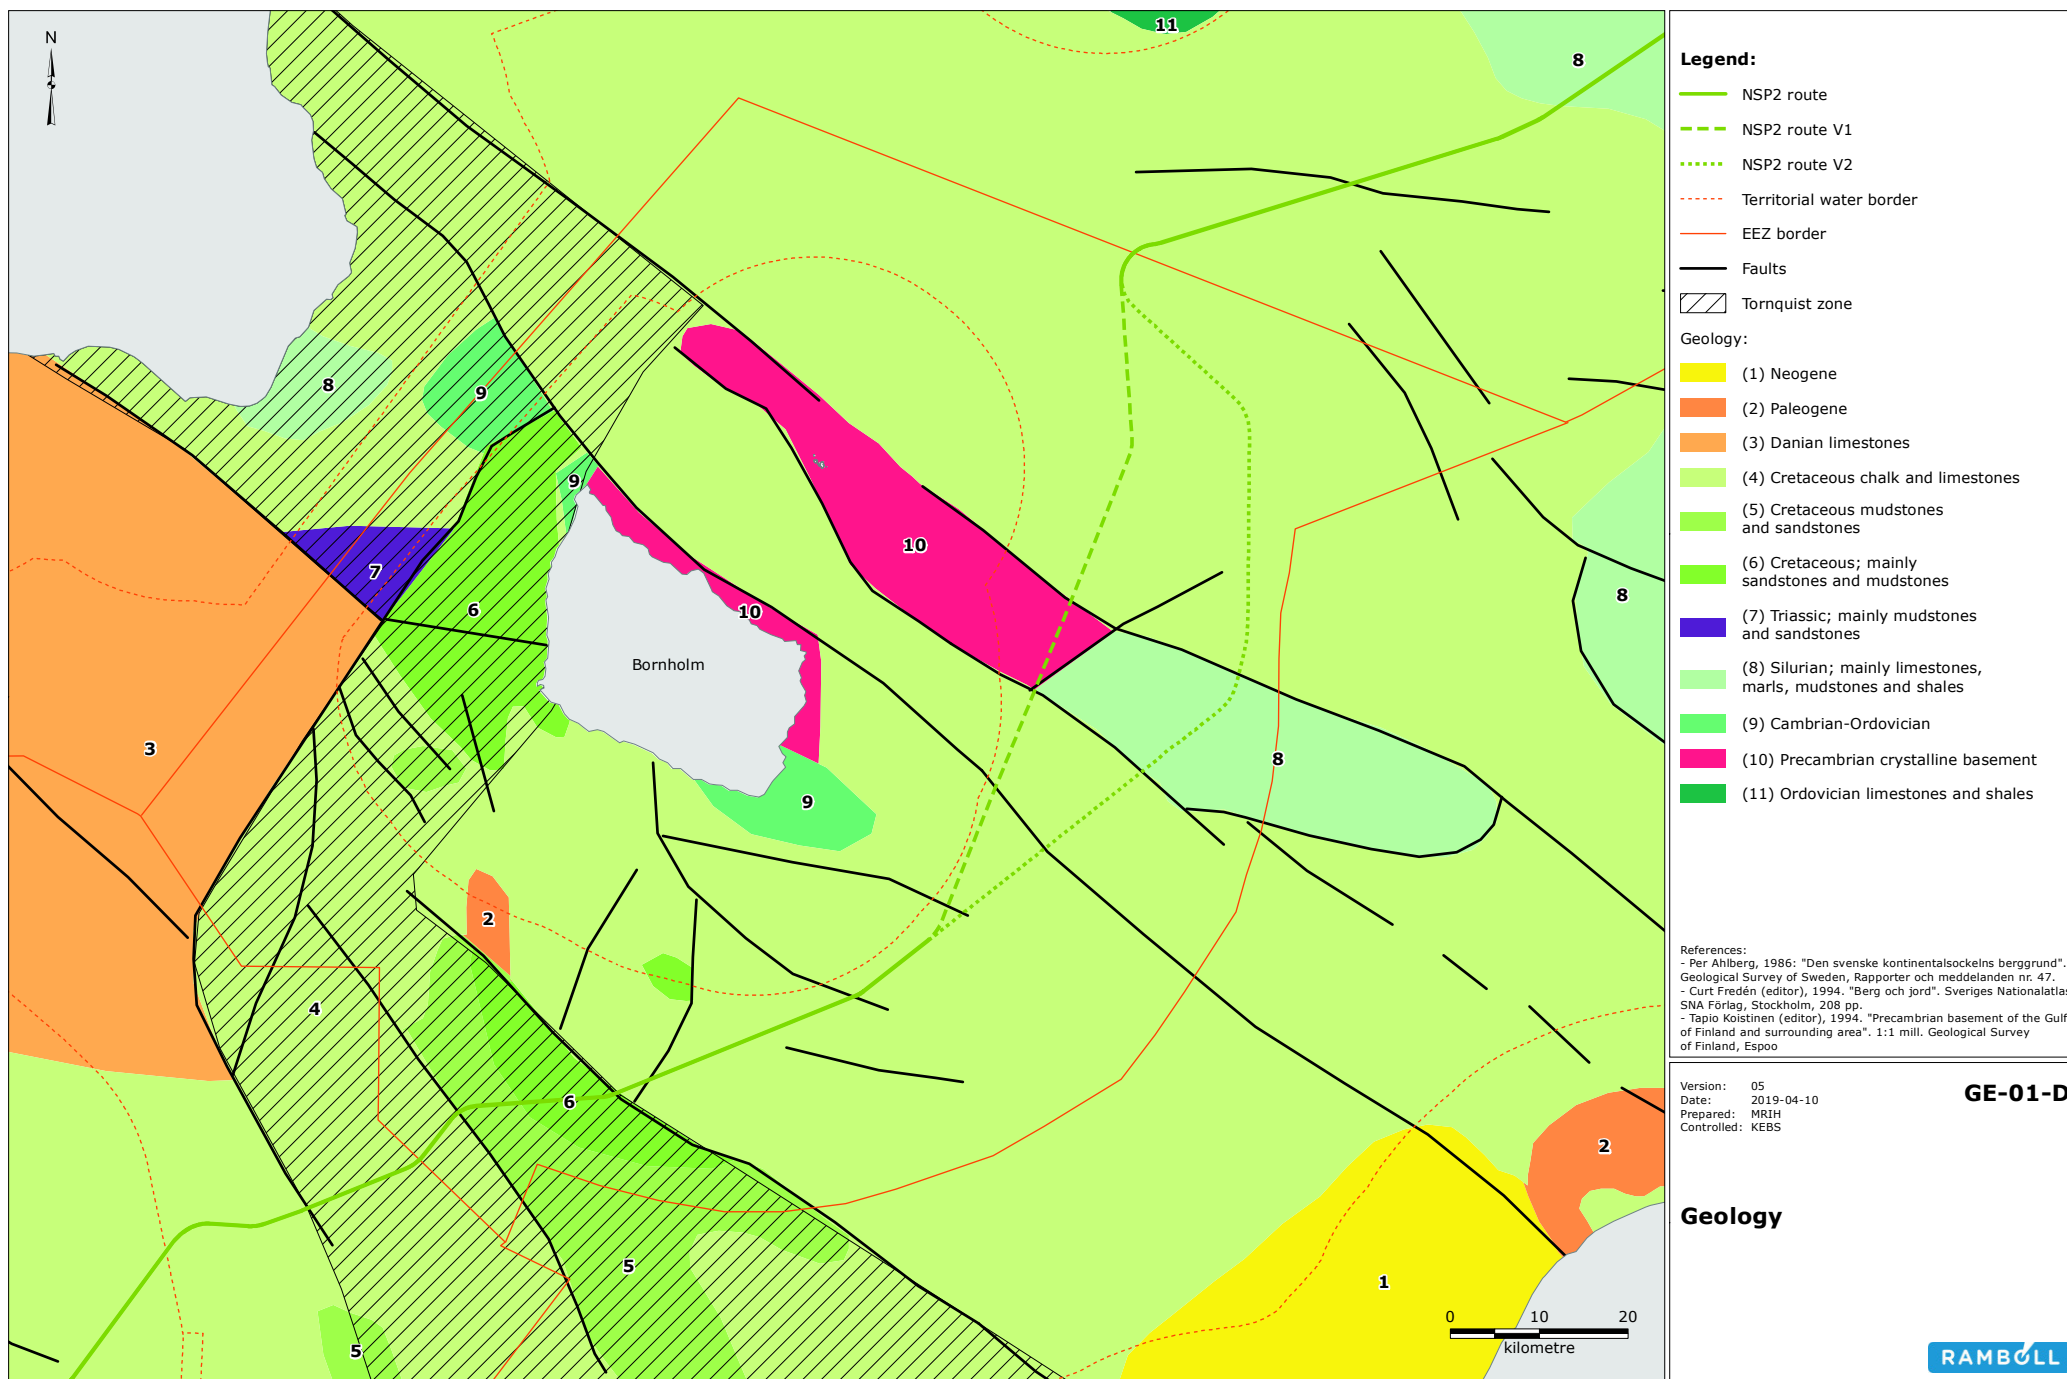 N
11
8
8
9
9
7
6
10
10
8
Bornholm
3
8
9
2
4
6
2
5
1
5
0 10 20
kilometre
Legend:
NSP2 route
NSP2 route V1
NSP2 route V2
Territorial water border
EEZ border
Faults
Tornquist zone
Geology:
(1) Neogene
(2) Paleogene
(3) Danian limestones
(4) Cretaceous chalk and limestones
(5) Cretaceous mudstones
and sandstones
(6) Cretaceous; mainly
sandstones and mudstones
(7) Triassic; mainly mudstones
and sandstones
(8) Silurian; mainly limestones,
marls, mudstones and shales
(9) Cambrian-Ordovician
(10) Precambrian crystalline basement
(11) Ordovician limestones and shales
References:
- Per Ahlberg, 1986: "Den svenske kontinentalsockelns berggrund".
Geological Survey of Sweden, Rapporter och meddelanden nr. 47.
- Curt Fredén (editor), 1994. "Berg och jord". Sveriges Nationalatlas
SNA Förlag, Stockholm, 208 pp.
- Tapio Koistinen (editor), 1994. "Precambrian basement of the Gulf
of Finland and surrounding area". 1:1 mill. Geological Survey
of Finland, Espoo
Version: 05
Date: 2019-04-10
Prepared: MRIH
Controlled: KEBS
GE-01-D
Geology
RAMBOLL